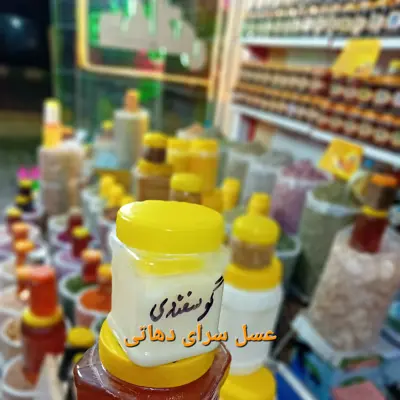 گوسفندی
عسل سرای دهاتی